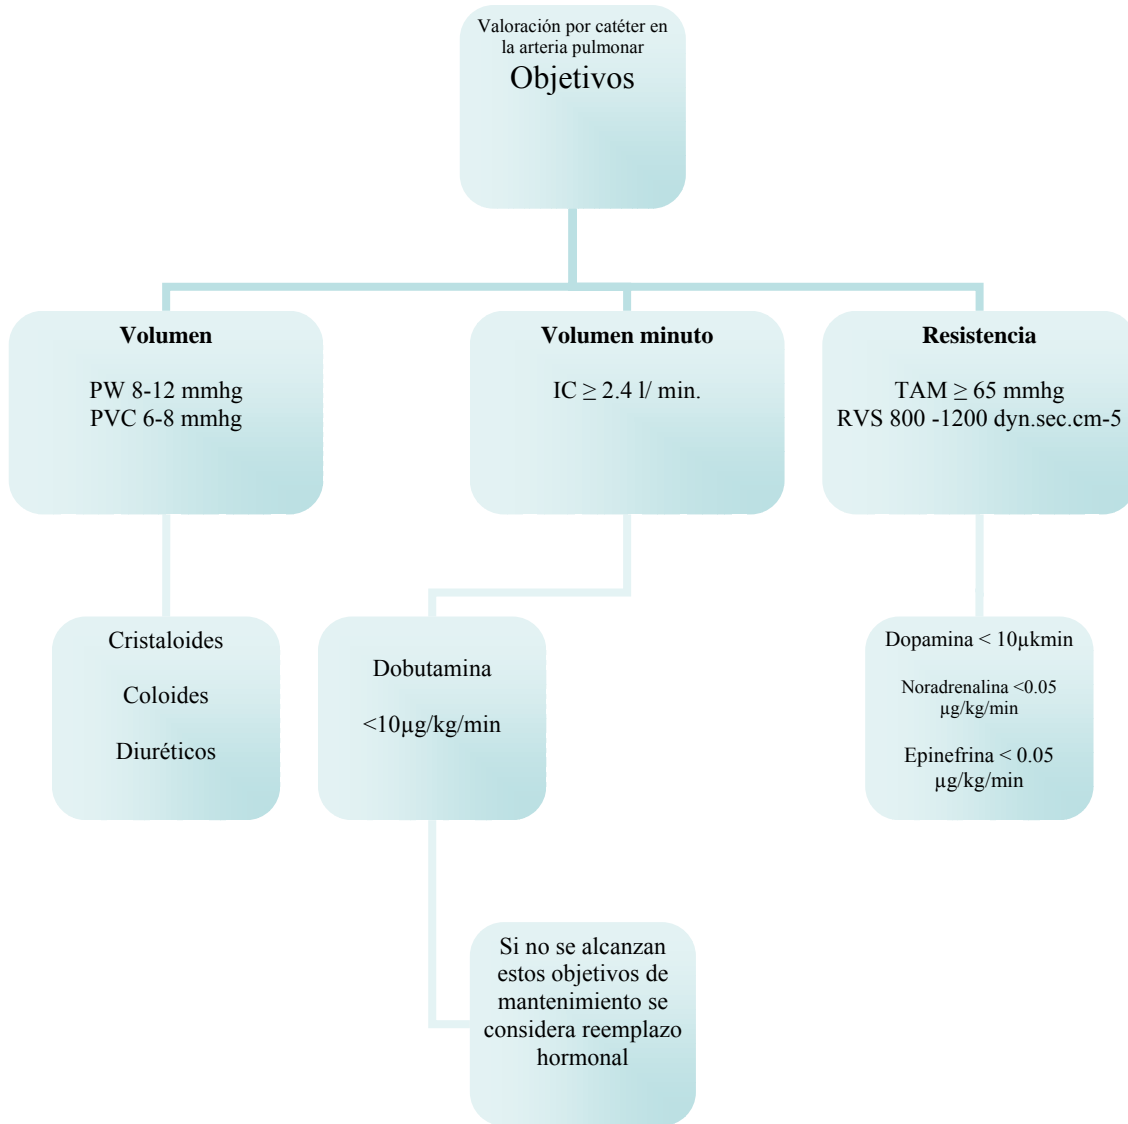 Valoración por catéter en
la arteria pulmonar
Objetivos
Volumen
PW 8-12 mmhg
PVC 6-8 mmhg
Volumen minuto
IC ≥ 2.4 l/ min.
Resistencia
TAM ≥ 65 mmhg
RVS 800 -1200 dyn.sec.cm-5
Cristaloides
Coloides
Diuréticos
Dobutamina
<10µg/kg/min
Dopamina < 10µkmin
Noradrenalina <0.05
µg/kg/min
Epinefrina < 0.05
µg/kg/min
Si no se alcanzan
estos objetivos de
mantenimiento se
considera reemplazo
hormonal